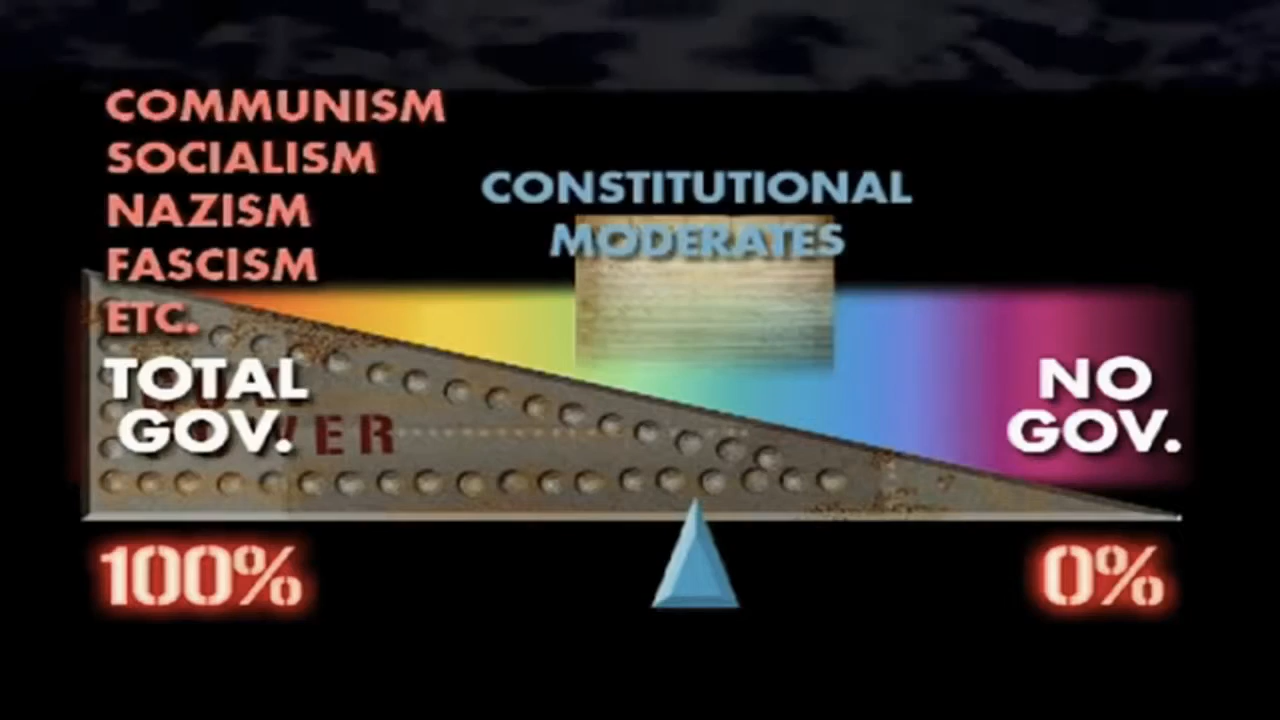 COMMUNISM
SOCIALISM
NAZISM
FASCISM
ETC.
CONSTITUTIONAL
MODERATES
TOTAL
GOV.
NO
GOV.
100%
0%